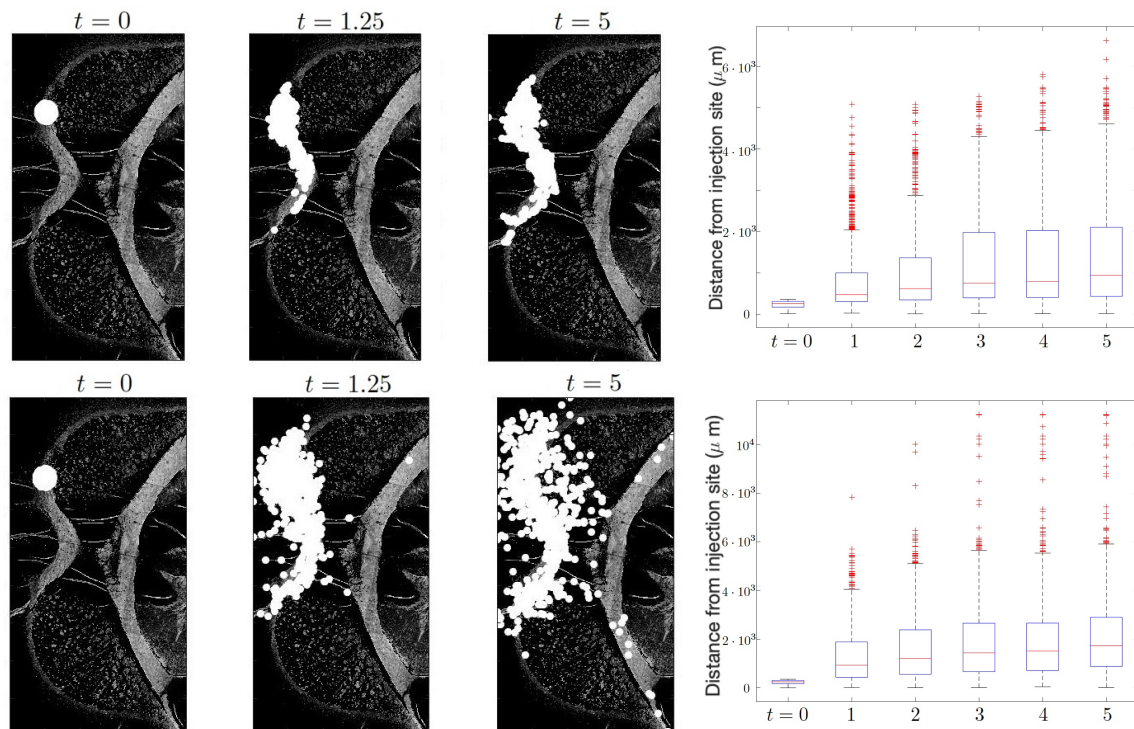 t = 0
t = 1.25
t = 5
Distance from injection site (μ m)
6 · 10³
4 · 10³
2 · 10³
0
t = 0 1 2 3 4 5
t = 0
t = 1.25
t = 5
Distance from injection site (μ m)
10⁴
8 · 10³
6 · 10³
4 · 10³
2 · 10³
0
t = 0 1 2 3 4 5